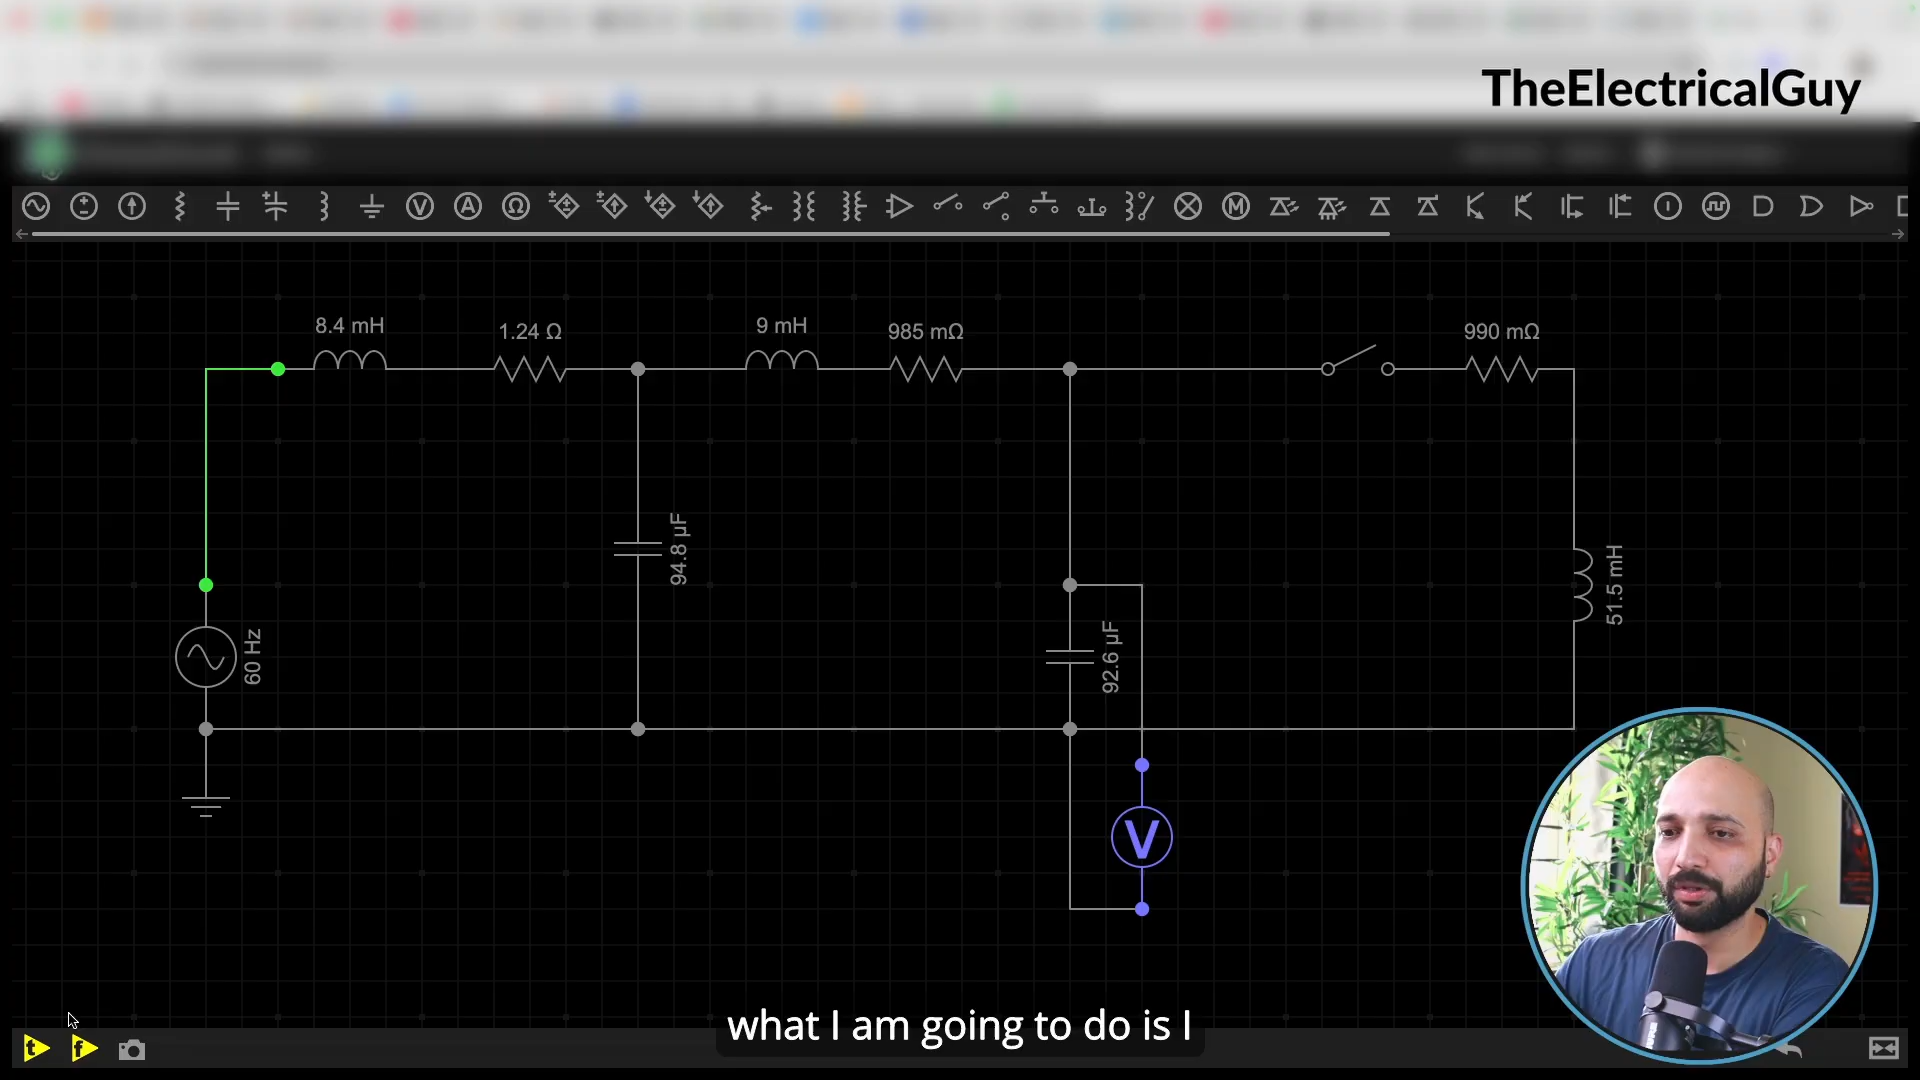 TheElectricalGuy
8.4 mH
1.24 Ω
9 mH
985 mΩ
990 mΩ
94.8 µF
92.6 µF
51.5 mH
60 Hz
V
t
f
what I am going to do is I